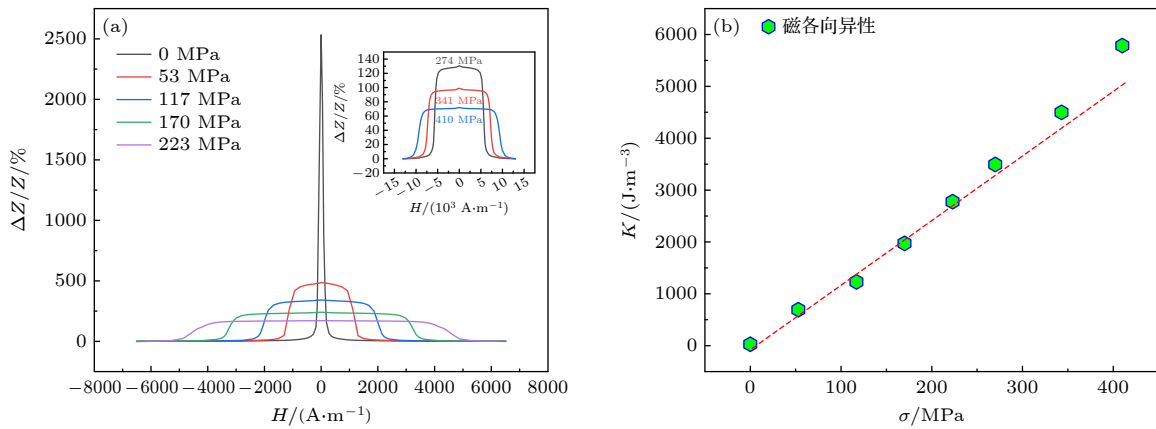 (a)
0 MPa
53 MPa
117 MPa
170 MPa
223 MPa
2500
2000
1500
1000
500
0
ΔZ/Z/%
−8000 −6000 −4000 −2000 0 2000 4000 6000 8000
H/(A·m⁻¹)
140
120
100
80
60
40
20
0
−20
ΔZ/Z/%
274 MPa
341 MPa
410 MPa
−15 −10 −5 0 5 10 15
H/(10³ A·m⁻¹)
(b) 磁各向异性
6000
5000
4000
3000
2000
1000
0
K/(J·m⁻³)
0 100 200 300 400
σ/MPa